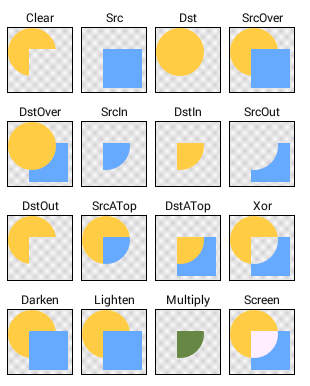 Clear Src Dst SrcOver
DstOver SrcIn DstIn SrcOut
DstOut SrcATop DstATop Xor
Darken Lighten Multiply Screen